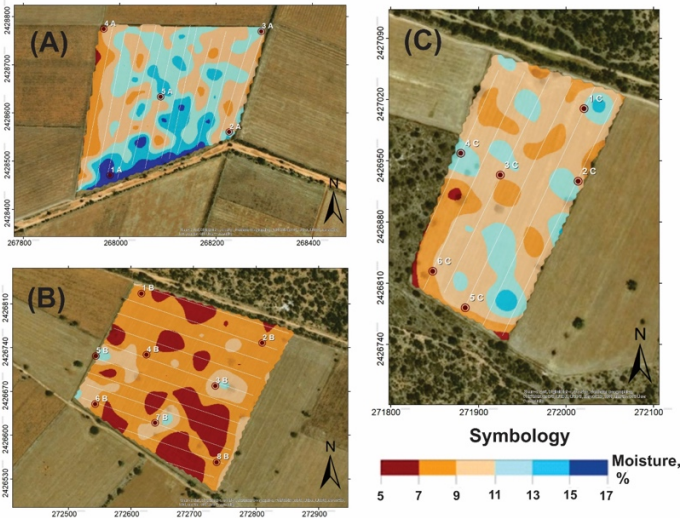 (A)
4 A
3 A
5 A
2 A
1 A
N
2428800
2428700
2428600
2428500
2428400
267800
268000
268200
268400
(B)
1 B
2 B
5 B
4 B
3 B
6 B
7 B
8 B
N
2426810
2426740
2426670
2426600
2426530
272500
272600
272700
272800
272900
(C)
1 C
4 C
3 C
2 C
6 C
5 C
N
2427090
2427020
2426950
2426880
2426810
2426740
271800
271900
272000
272100
Symbology
Moisture,
%
5
7
9
11
13
15
17